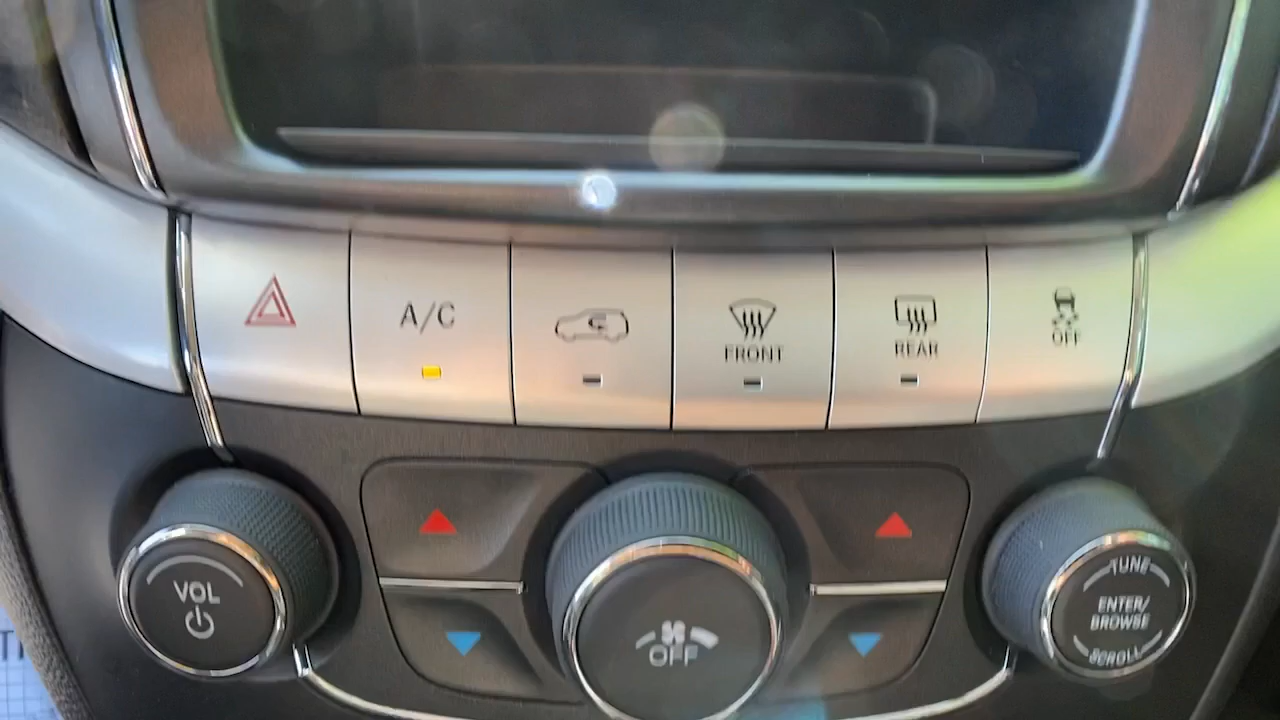 A/C
FRONT
REAR
OFF
VOL
OFF
TUNE
ENTER/
BROWSE
SCROLL